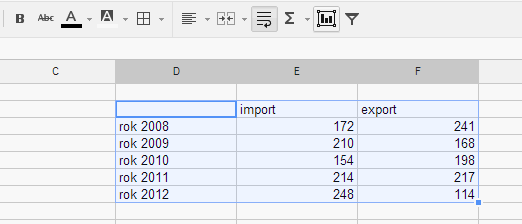 B Abc A A Σ
C D E F
import export
rok 2008 172 241
rok 2009 210 168
rok 2010 154 198
rok 2011 214 217
rok 2012 248 114